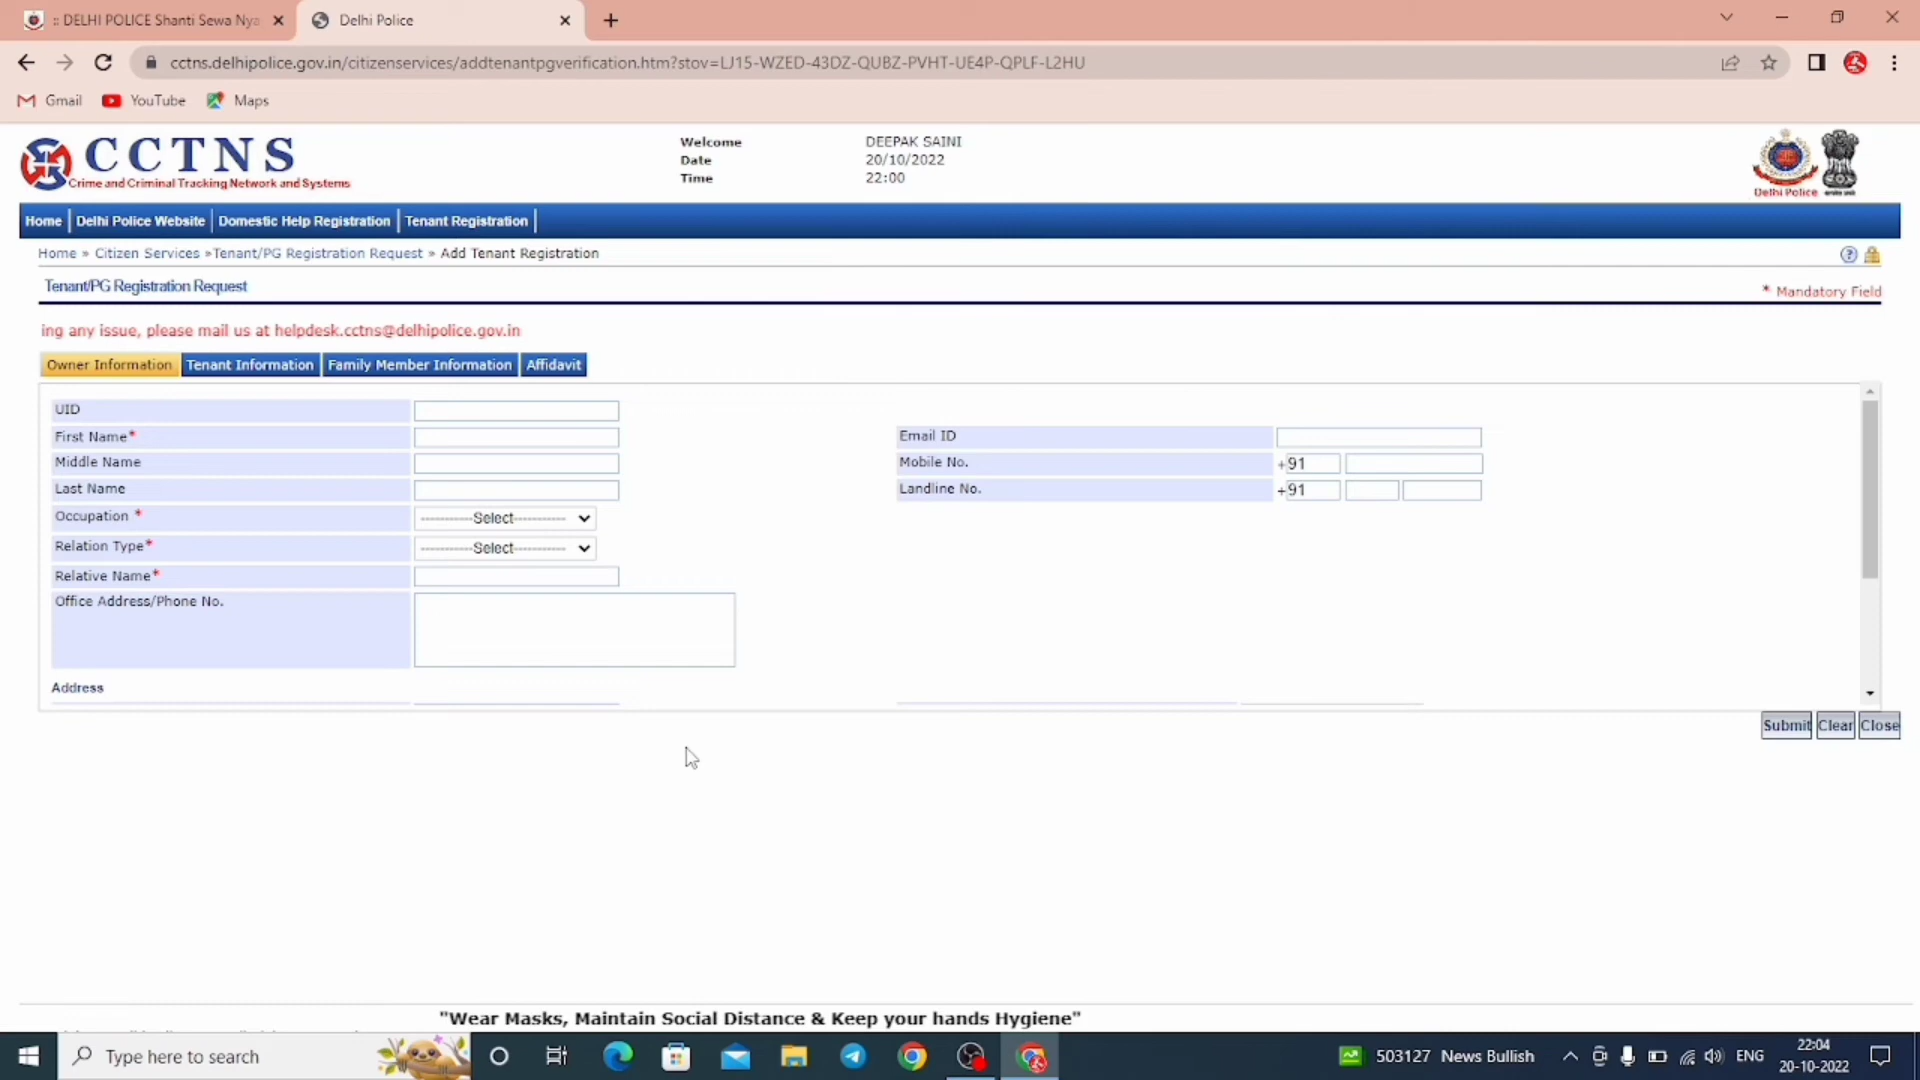 :: DELHI POLICE Shanti Sewa Nya
Delhi Police
cctns.delhipolice.gov.in/citizenservices/addtenantpgverification.htm?stov=LJ15-WZED-43DZ-QUBZ-PVHT-UE4P-QPLF-L2HU
Gmail YouTube Maps
CCTNS
Crime and Criminal Tracking Network and Systems
Welcome DEEPAK SAINI
Date 20/10/2022
Time 22:00
Delhi Police
Home Delhi Police Website Domestic Help Registration Tenant Registration
Home » Citizen Services »Tenant/PG Registration Request » Add Tenant Registration
Tenant/PG Registration Request
* Mandatory Field
ing any issue, please mail us at helpdesk.cctns@delhipolice.gov.in
Owner Information Tenant Information Family Member Information Affidavit
UID
First Name* Email ID
Middle Name Mobile No. +91
Last Name Landline No. +91
Occupation * -----------Select-----------
Relation Type* -----------Select-----------
Relative Name*
Office Address/Phone No.
Address
Submit Clear Close
"Wear Masks, Maintain Social Distance & Keep your hands Hygiene"
Type here to search
503127 News Bullish
ENG
22:04
20-10-2022